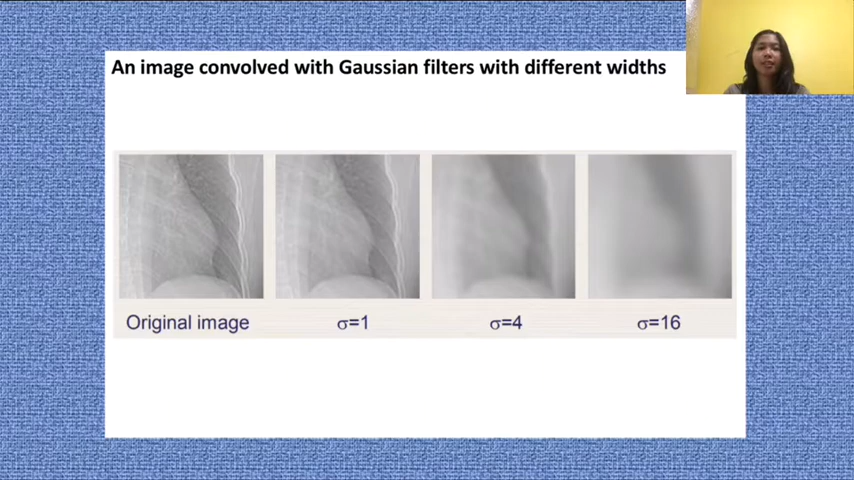 An image convolved with Gaussian filters with different widths
Original image
σ=1
σ=4
σ=16